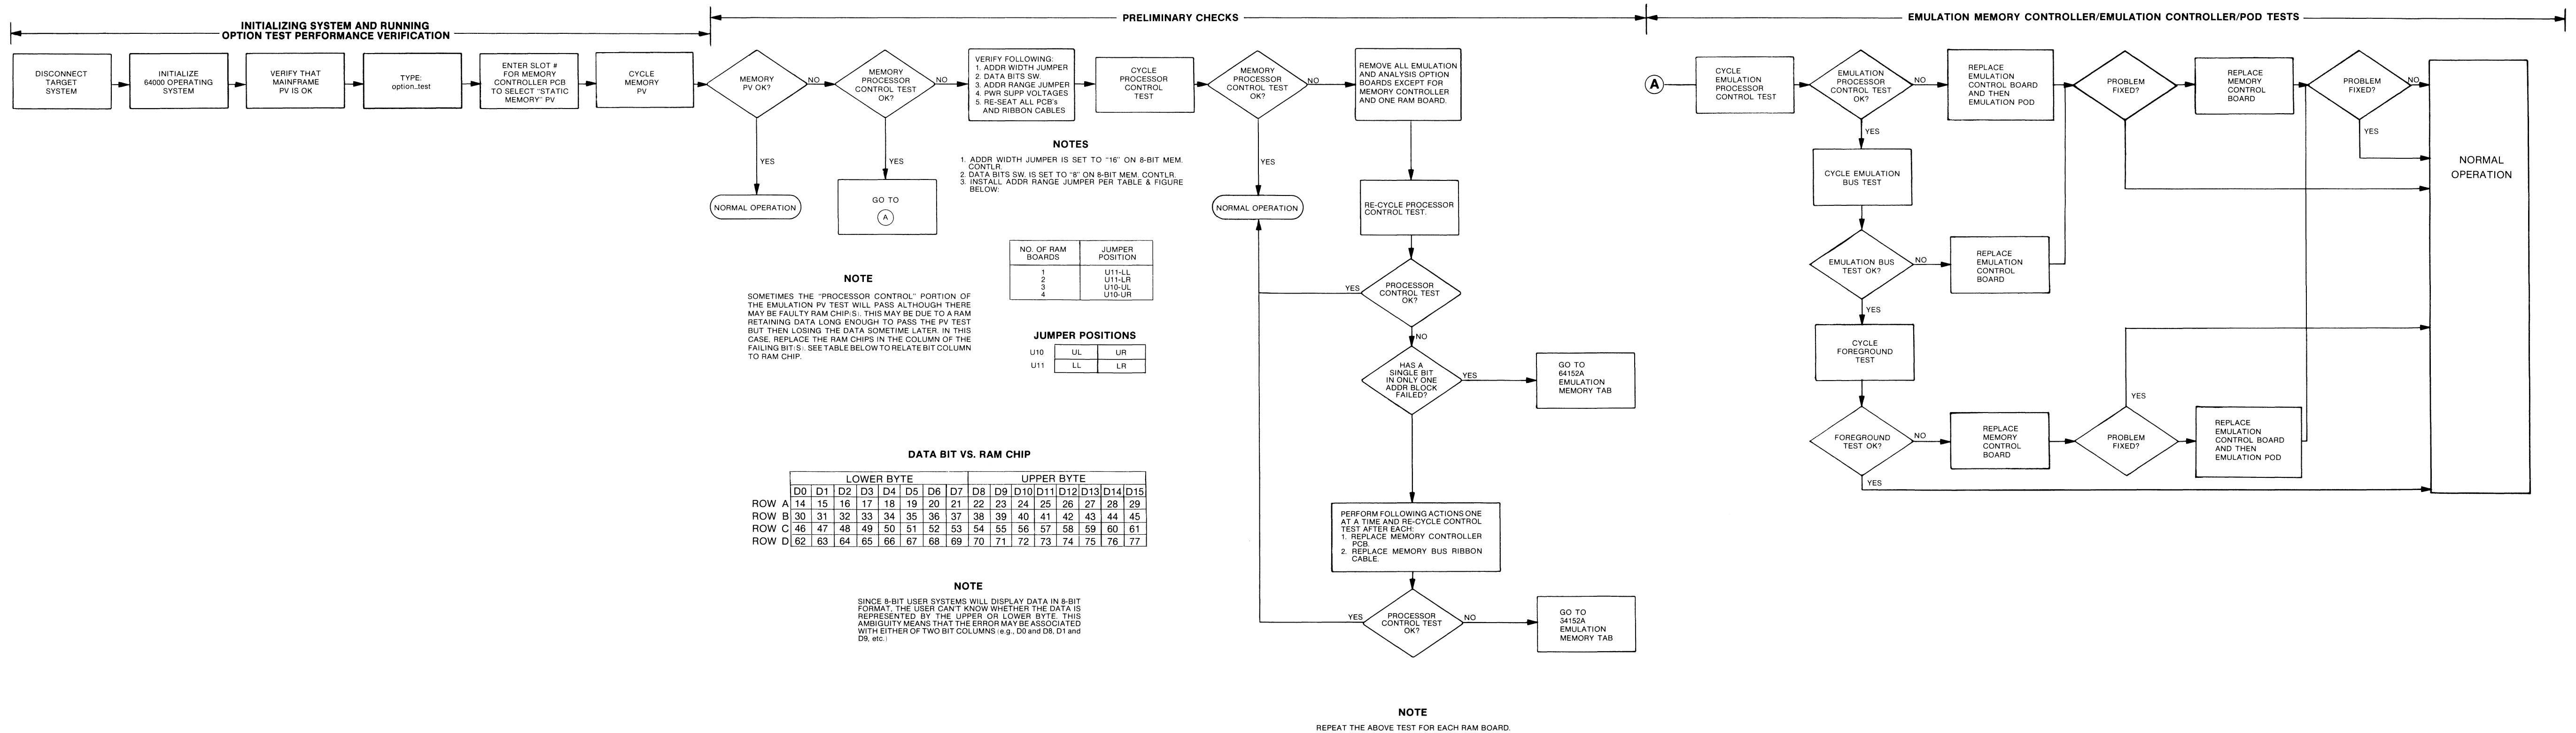 INITIALIZING SYSTEM AND RUNNING
OPTION TEST PERFORMANCE VERIFICATION
PRELIMINARY CHECKS
EMULATION MEMORY CONTROLLER/EMULATION CONTROLLER/POD TESTS
DISCONNECT
TARGET
SYSTEM
INITIALIZE
64000 OPERATING
SYSTEM
VERIFY THAT
MAINFRAME
PV IS OK
TYPE:
option_test
ENTER SLOT #
FOR MEMORY
CONTROLLER PCB
TO SELECT "STATIC
MEMORY" PV
CYCLE
MEMORY
PV
MEMORY
PV OK?
NO
YES
NORMAL OPERATION
MEMORY
PROCESSOR
CONTROL TEST
OK?
NO
YES
GO TO
A
VERIFY FOLLOWING:
1. ADDR WIDTH JUMPER
2. DATA BITS SW.
3. ADDR RANGE JUMPER
4. PWR SUPP VOLTAGES
5. RE-SEAT ALL PCB's
AND RIBBON CABLES
CYCLE
PROCESSOR
CONTROL
TEST
MEMORY
PROCESSOR
CONTROL TEST
OK?
NO
YES
NORMAL OPERATION
REMOVE ALL EMULATION
AND ANALYSIS OPTION
BOARDS EXCEPT FOR
MEMORY CONTROLLER
AND ONE RAM BOARD.
NOTES
1. ADDR WIDTH JUMPER IS SET TO "16" ON 8-BIT MEM.
CONTLR.
2. DATA BITS SW. IS SET TO "8" ON 8-BIT MEM. CONTLR.
3. INSTALL ADDR RANGE JUMPER PER TABLE & FIGURE
BELOW:
NO. OF RAM BOARDS JUMPER POSITION
1 U11-LL
2 U11-LR
3 U10-UL
4 U10-UR
JUMPER POSITIONS
U10 UL UR
U11 LL LR
NOTE
SOMETIMES THE "PROCESSOR CONTROL" PORTION OF
THE EMULATION PV TEST WILL PASS ALTHOUGH THERE
MAY BE FAULTY RAM CHIP(S). THIS MAY BE DUE TO A RAM
RETAINING DATA LONG ENOUGH TO PASS THE PV TEST
BUT THEN LOSING THE DATA SOMETIME LATER. IN THIS
CASE, REPLACE THE RAM CHIPS IN THE COLUMN OF THE
FAILING BIT(S). SEE TABLE BELOW TO RELATE BIT COLUMN
TO RAM CHIP.
DATA BIT VS. RAM CHIP
LOWER BYTE UPPER BYTE
D0 D1 D2 D3 D4 D5 D6 D7 D8 D9 D10 D11 D12 D13 D14 D15
ROW A 14 15 16 17 18 19 20 21 22 23 24 25 26 27 28 29
ROW B 30 31 32 33 34 35 36 37 38 39 40 41 42 43 44 45
ROW C 46 47 48 49 50 51 52 53 54 55 56 57 58 59 60 61
ROW D 62 63 64 65 66 67 68 69 70 71 72 73 74 75 76 77
NOTE
SINCE 8-BIT USER SYSTEMS WILL DISPLAY DATA IN 8-BIT
FORMAT, THE USER CAN'T KNOW WHETHER THE DATA IS
REPRESENTED BY THE UPPER OR LOWER BYTE. THIS
AMBIGUITY MEANS THAT THE ERROR MAY BE ASSOCIATED
WITH EITHER OF TWO BIT COLUMNS (e.g., D0 and D8, D1 and
D9, etc.)
RE-CYCLE PROCESSOR
CONTROL TEST.
PROCESSOR
CONTROL TEST
OK?
YES
NO
HAS A
SINGLE BIT
IN ONLY ONE
ADDR BLOCK
FAILED?
YES
GO TO
64152A
EMULATION
MEMORY TAB
PERFORM FOLLOWING ACTIONS ONE
AT A TIME AND RE-CYCLE CONTROL
TEST AFTER EACH:
1. REPLACE MEMORY CONTROLLER
PCB.
2. REPLACE MEMORY BUS RIBBON
CABLE.
PROCESSOR
CONTROL TEST
OK?
YES
NO
GO TO
34152A
EMULATION
MEMORY TAB
NOTE
REPEAT THE ABOVE TEST FOR EACH RAM BOARD.
A
CYCLE
EMULATION
PROCESSOR
CONTROL TEST
EMULATION
PROCESSOR
CONTROL TEST
OK?
NO
YES
REPLACE
EMULATION
CONTROL BOARD
AND THEN
EMULATION POD
PROBLEM
FIXED?
REPLACE
MEMORY
CONTROL
BOARD
PROBLEM
FIXED?
NO
YES
NORMAL
OPERATION
CYCLE EMULATION
BUS TEST
EMULATION BUS
TEST OK?
NO
YES
REPLACE
EMULATION
CONTROL
BOARD
CYCLE
FOREGROUND
TEST
FOREGROUND
TEST OK?
NO
YES
REPLACE
MEMORY
CONTROL
BOARD
PROBLEM
FIXED?
YES
REPLACE
EMULATION
CONTROL BOARD
AND THEN
EMULATION POD